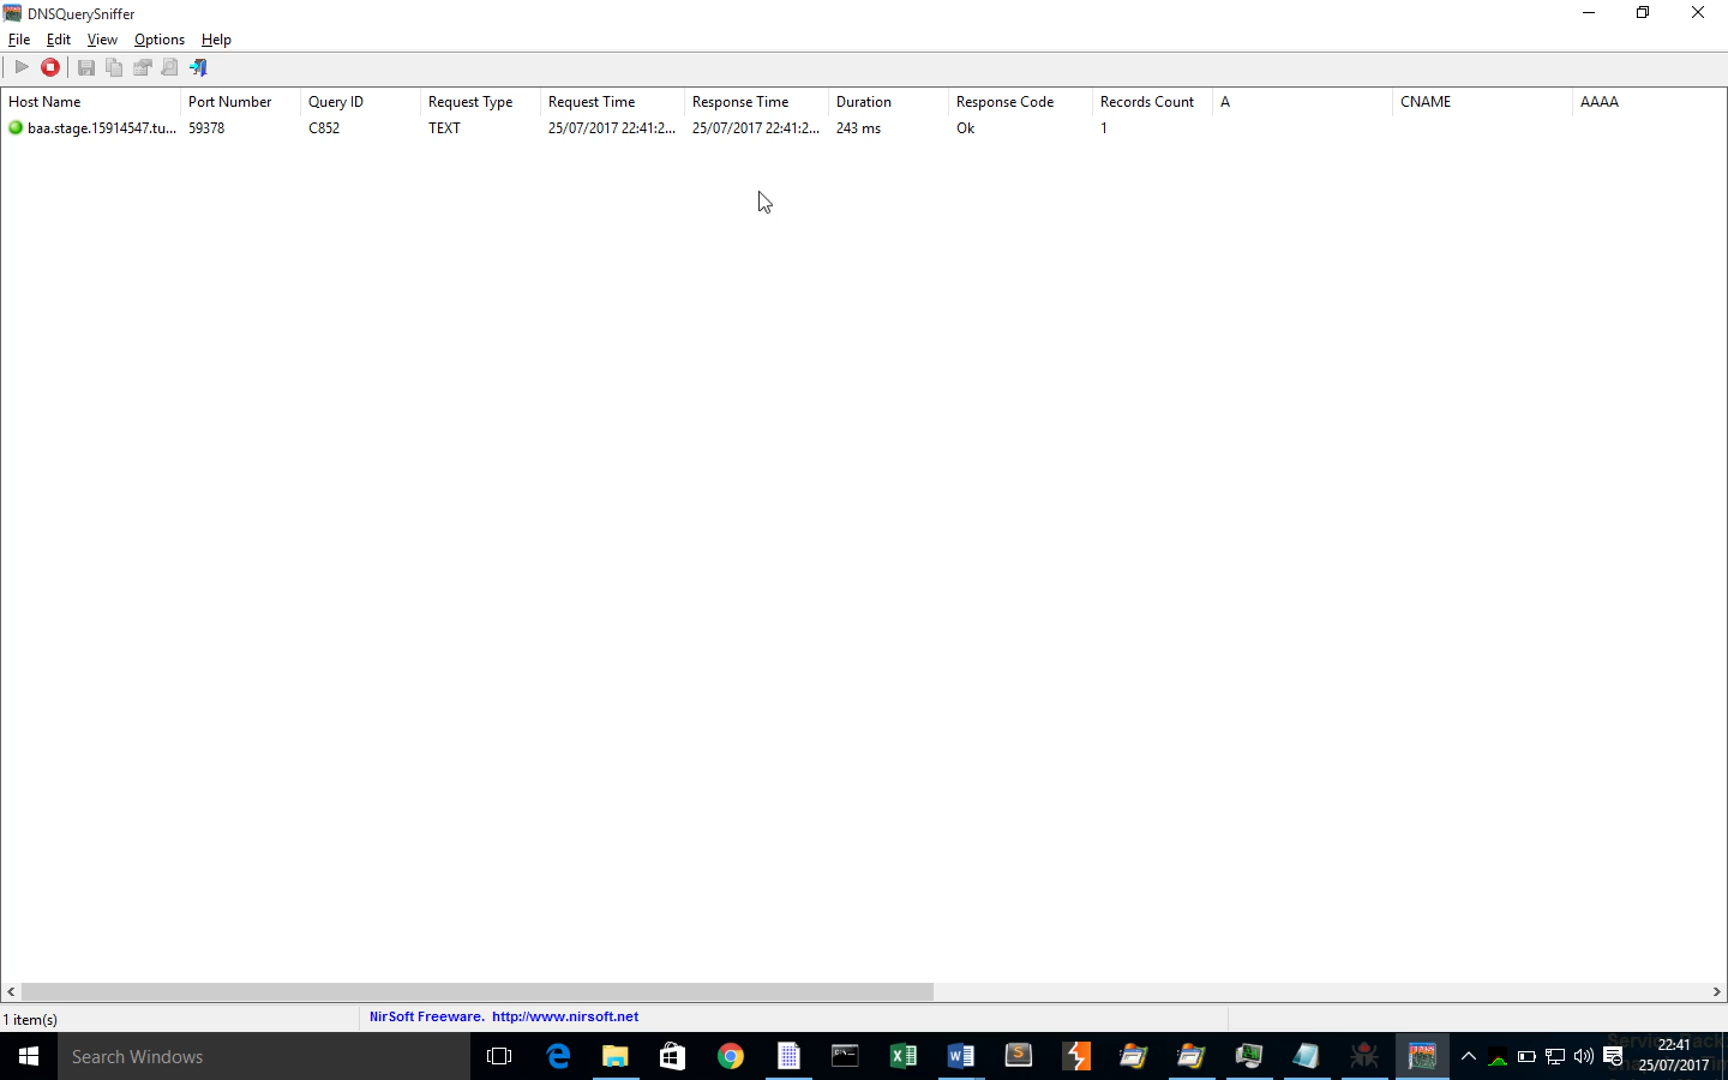 DNSQuerySniffer
File Edit View Options Help
Host Name Port Number Query ID Request Type Request Time Response Time Duration Response Code Records Count A CNAME AAAA
baa.stage.15914547.tu... 59378 C852 TEXT 25/07/2017 22:41:2... 25/07/2017 22:41:2... 243 ms Ok 1
1 item(s) NirSoft Freeware. http://www.nirsoft.net
Search Windows
22:41
25/07/2017